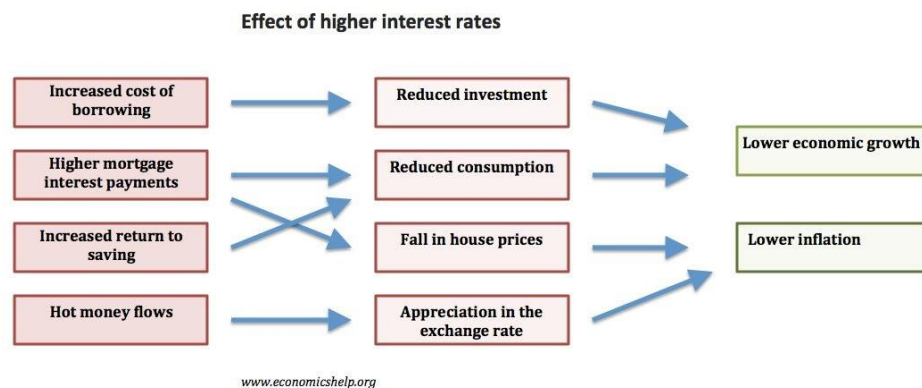 Effect of higher interest rates
Increased cost of
borrowing
Reduced investment
Lower economic growth
Higher mortgage
interest payments
Reduced consumption
Increased return to
saving
Fall in house prices
Lower inflation
Hot money flows
Appreciation in the
exchange rate
www.economicshelp.org